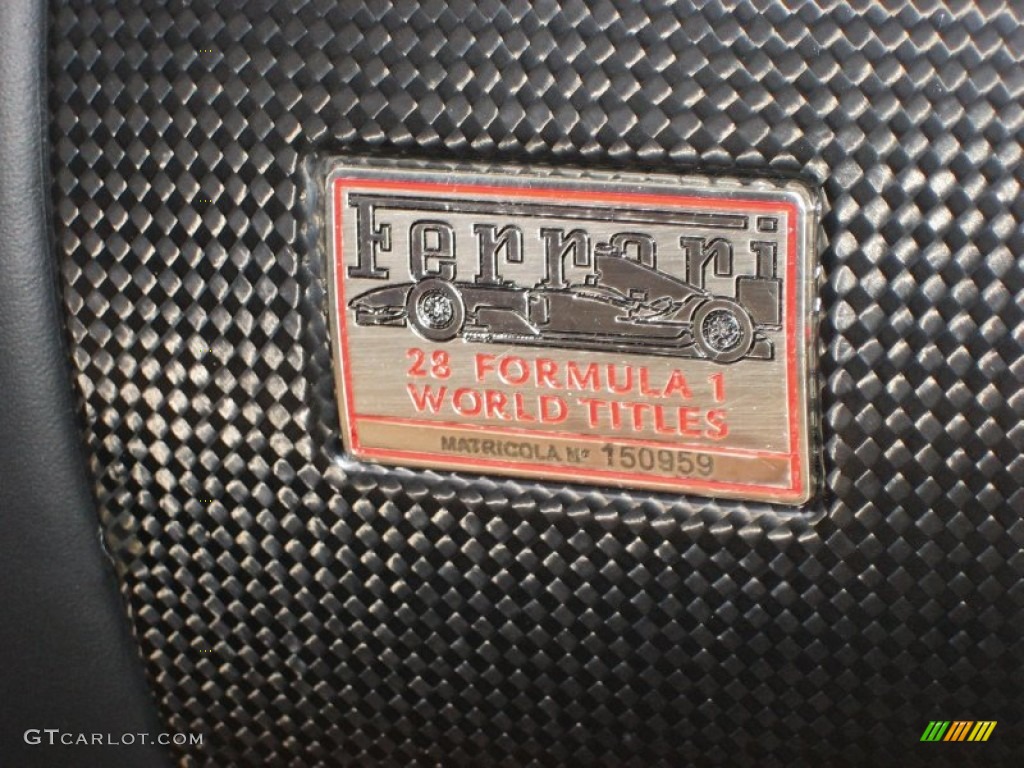 Ferrari
28 FORMULA 1
WORLD TITLES
MATRICOLA Nº 150959
GTCARLOT.COM